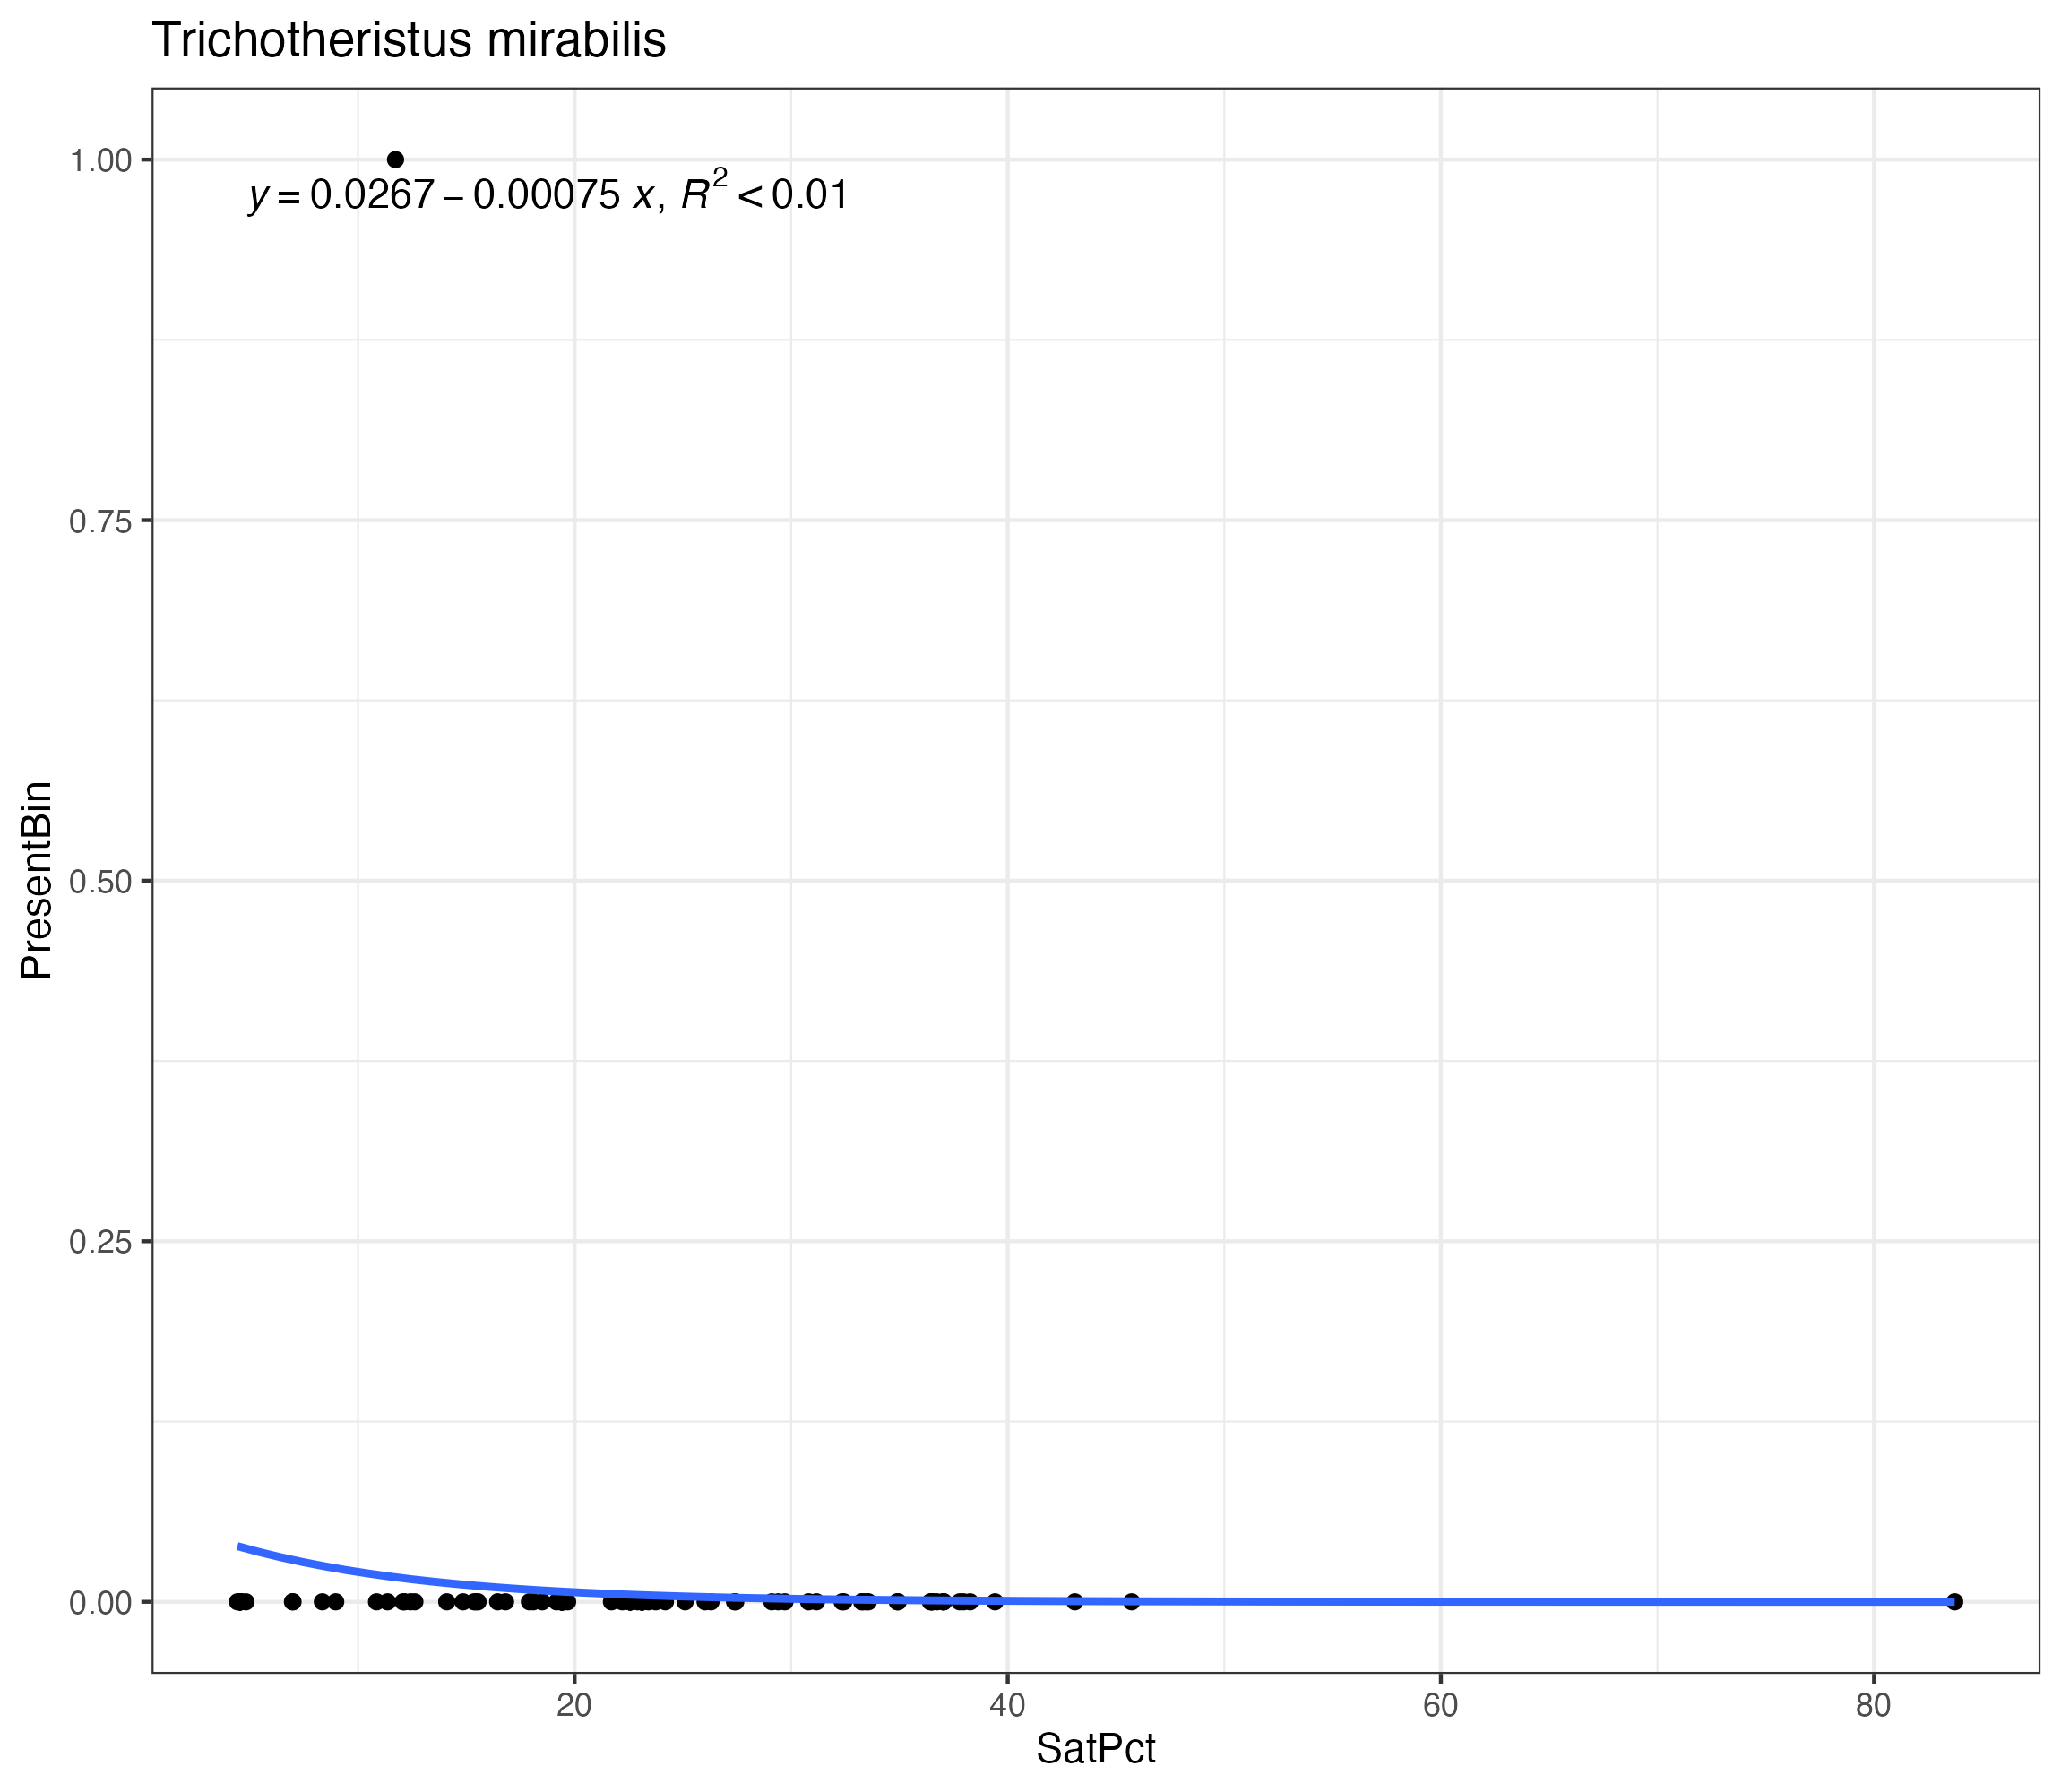 Trichotheristus mirabilis
1.00
y = 0.0267 − 0.00075 x, R² < 0.01
0.75
PresentBin
0.50
0.25
0.00
20 40 60 80
SatPct